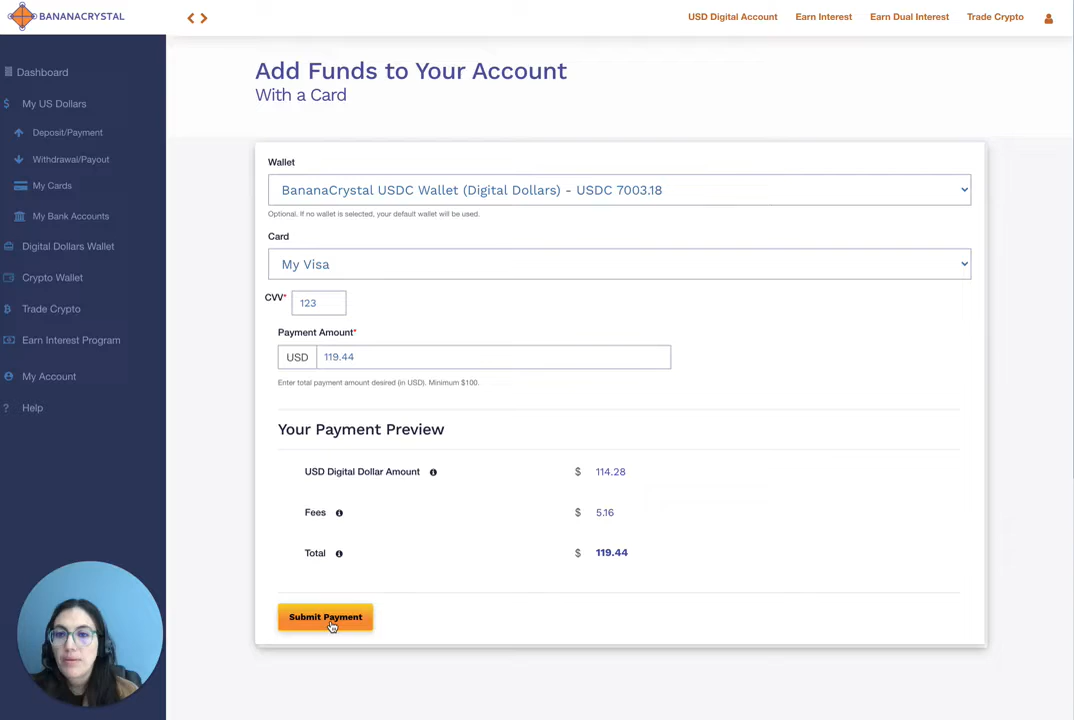 BANANACRYSTAL
USD Digital Account
Earn Interest
Earn Dual Interest
Trade Crypto
Dashboard
My US Dollars
Deposit/Payment
Withdrawal/Payout
My Cards
My Bank Accounts
Digital Dollars Wallet
Crypto Wallet
Trade Crypto
Earn Interest Program
My Account
Help
Add Funds to Your Account
With a Card
Wallet
BananaCrystal USDC Wallet (Digital Dollars) - USDC 7003.18
Optional. If no wallet is selected, your default wallet will be used.
Card
My Visa
CVV* 123
Payment Amount*
USD 119.44
Enter total payment amount desired (in USD). Minimum $100.
Your Payment Preview
USD Digital Dollar Amount $ 114.28
Fees $ 5.16
Total $ 119.44
Submit Payment